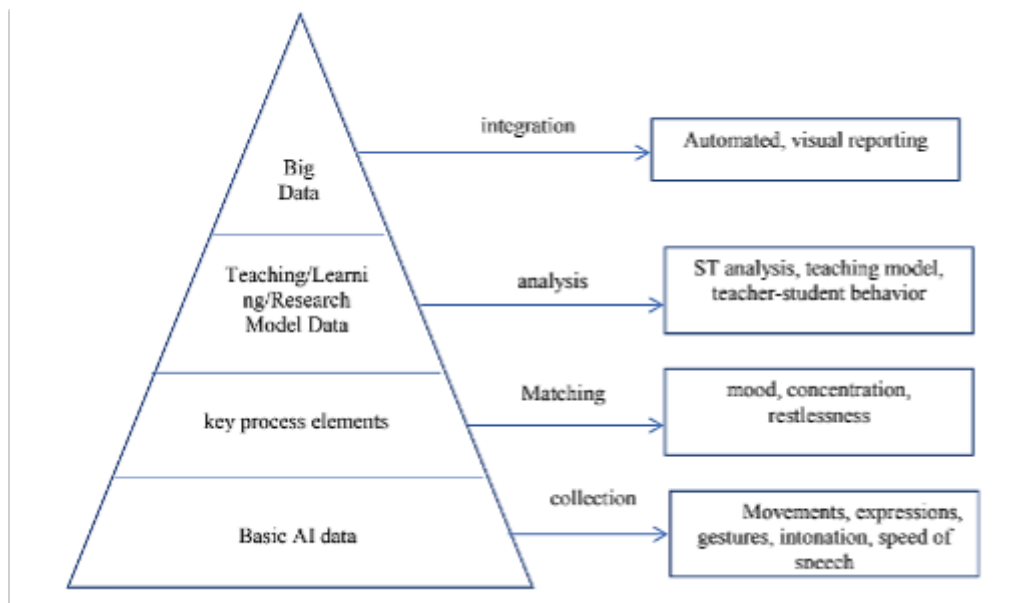 integration
Automated, visual reporting
Big
Data
analysis
ST analysis, teaching model,
teacher-student behavior
Teaching/Learni
ng/Research
Model Data
Matching
mood, concentration,
restlessness
key process elements
collection
Movements, expressions,
gestures, intonation, speed of
speech
Basic AI data